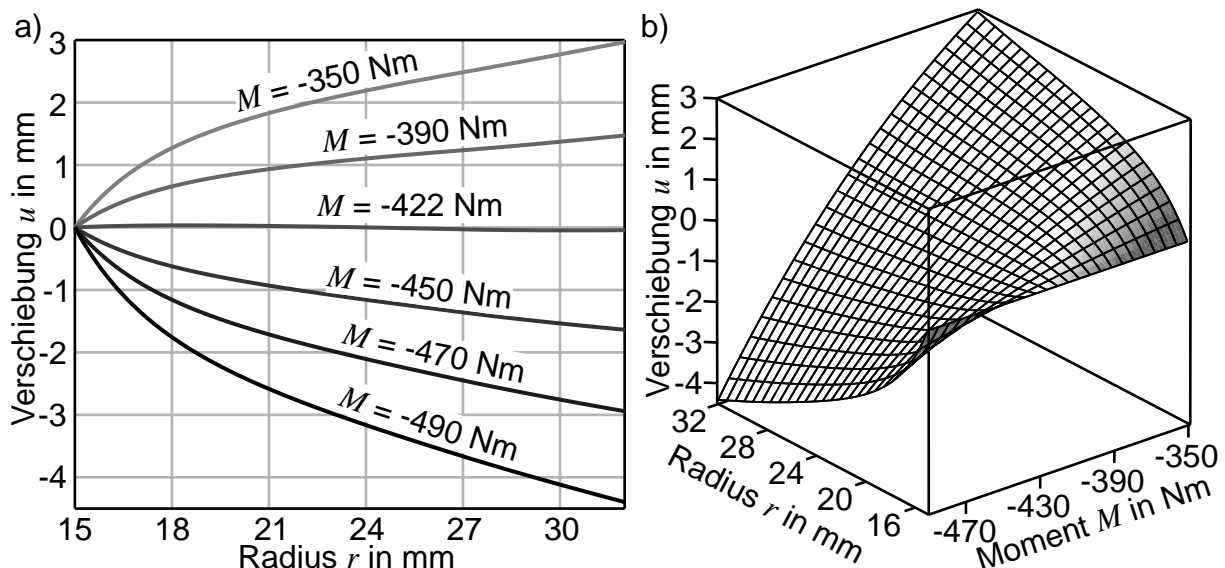 a)
Verschiebung u in mm
3
2
1
0
-1
-2
-3
-4
M = -350 Nm
M = -390 Nm
M = -422 Nm
M = -450 Nm
M = -470 Nm
M = -490 Nm
15 18 21 24 27 30
Radius r in mm
b)
Verschiebung u in mm
3
2
1
0
-1
-2
-3
-4
32 28 24 20 16
Radius r in mm
-470 -430 -390 -350
Moment M in Nm